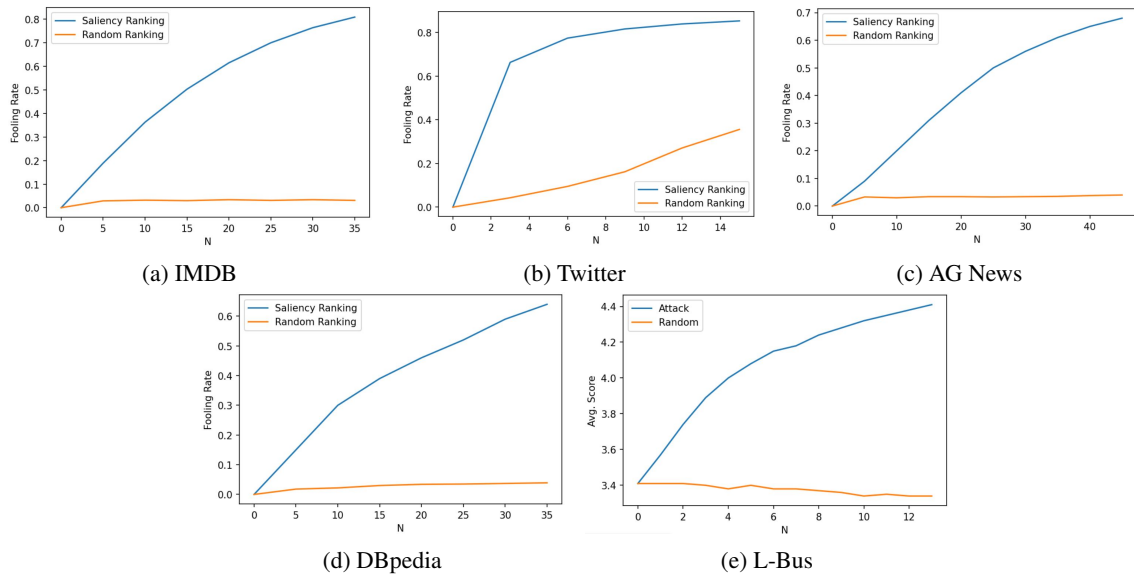 Saliency Ranking
Random Ranking
Fooling Rate
0.8
0.7
0.6
0.5
0.4
0.3
0.2
0.1
0.0
0 5 10 15 20 25 30 35
N
(a) IMDB
Fooling Rate
0.8
0.6
0.4
0.2
0.0
Saliency Ranking
Random Ranking
0 2 4 6 8 10 12 14
N
(b) Twitter
Saliency Ranking
Random Ranking
Fooling Rate
0.7
0.6
0.5
0.4
0.3
0.2
0.1
0.0
0 10 20 30 40
N
(c) AG News
Saliency Ranking
Random Ranking
Fooling Rate
0.6
0.5
0.4
0.3
0.2
0.1
0.0
0 5 10 15 20 25 30 35
N
(d) DBpedia
Attack
Random
Avg. Score
4.4
4.2
4.0
3.8
3.6
3.4
0 2 4 6 8 10 12
N
(e) L-Bus